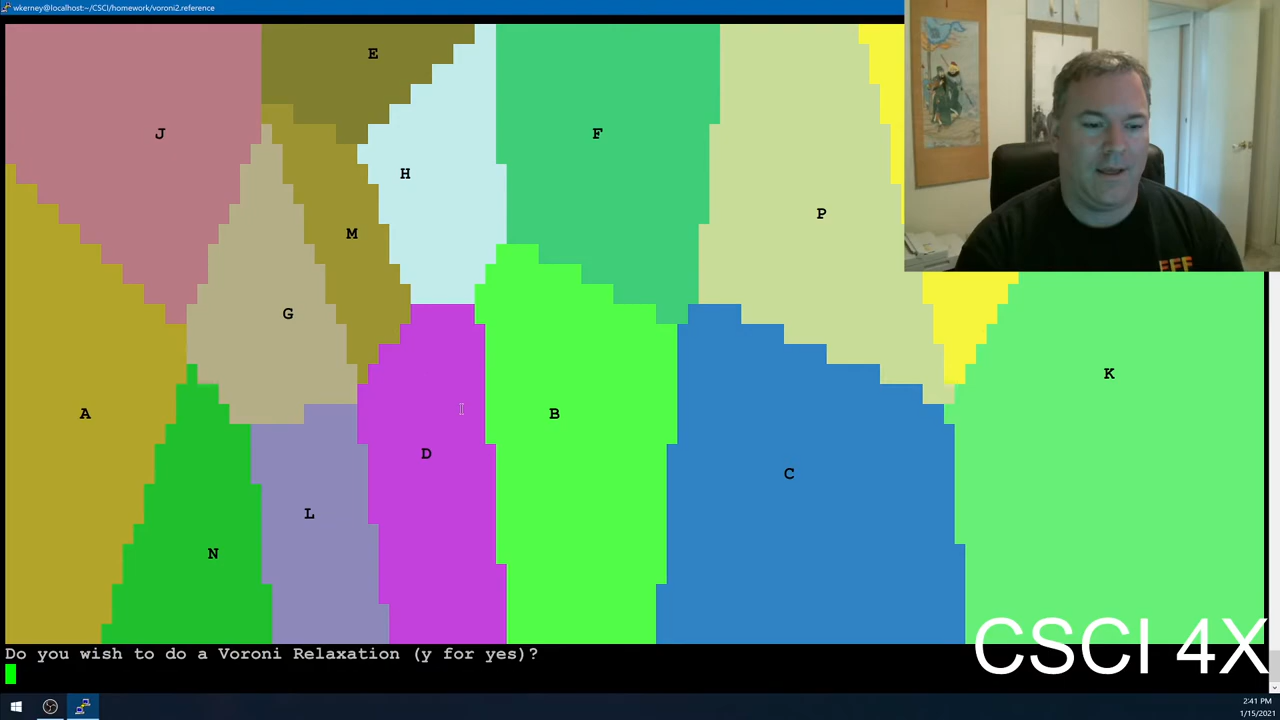 wkerney@localhost:~/CSCI/homework/voroni2.reference
E
J
F
H
P
M
G
K
A
B
D
C
L
N
FFF
Do you wish to do a Voroni Relaxation (y for yes)?
CSCI 4X
2:41 PM
1/15/2021